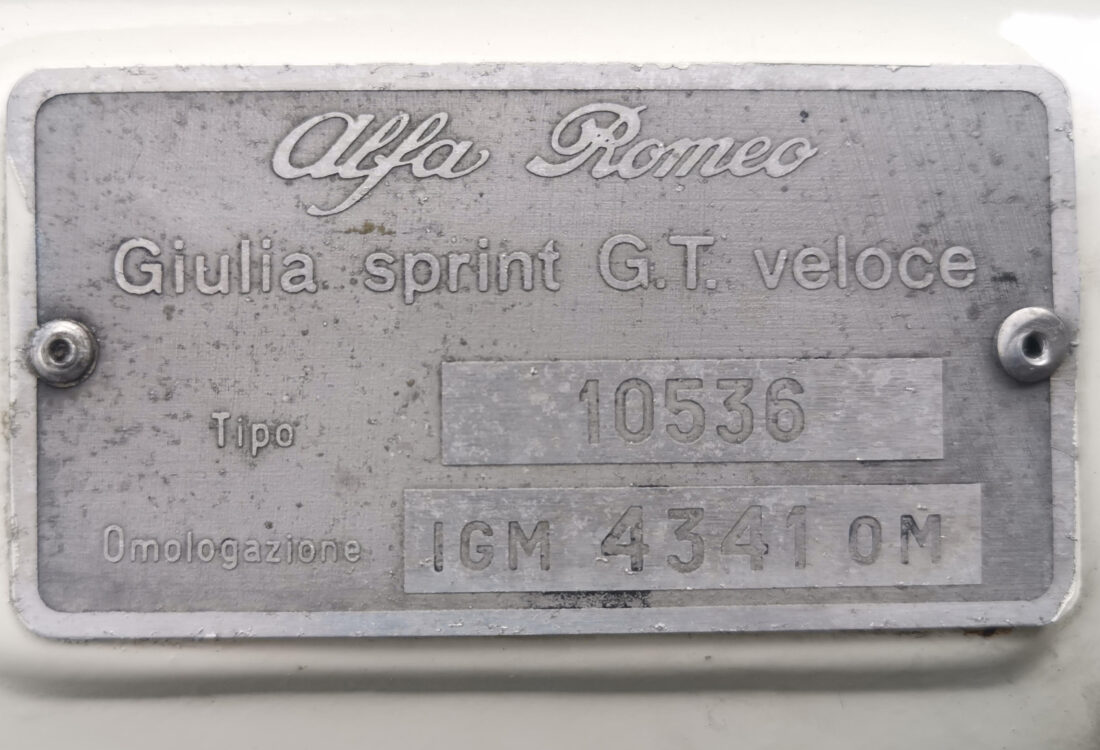 Alfa Romeo
Giulia sprint G.T. veloce
Tipo 10536
Omologazione IGM 4341 OM